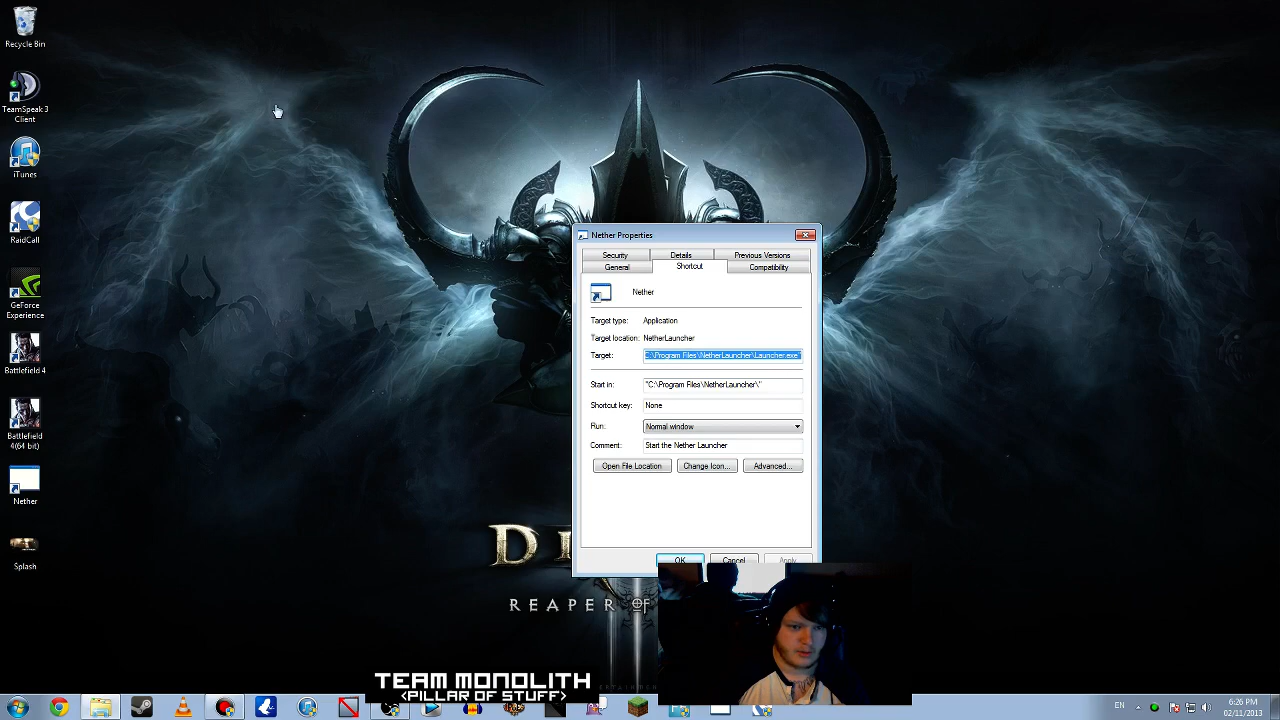 Recycle Bin
TeamSpeak 3
Client
iTunes
RaidCall
GeForce
Experience
Battlefield 4
Battlefield
4(64 bit)
Nether
Splash
Nether Properties
Security
Details
Previous Versions
General
Shortcut
Compatibility
Nether
Target type:
Application
Target location:
NetherLauncher
Target:
C:\Program Files\NetherLauncher\Launcher.exe"
Start in:
"C:\Program Files\NetherLauncher\"
Shortcut key:
None
Run:
Normal window
Comment:
Start the Nether Launcher
Open File Location
Change Icon...
Advanced...
OK
Cancel
Apply
REAPER OF
TEAM MONOLITH
<PILLAR OF STUFF>
EN
6:26 PM
02/11/2013